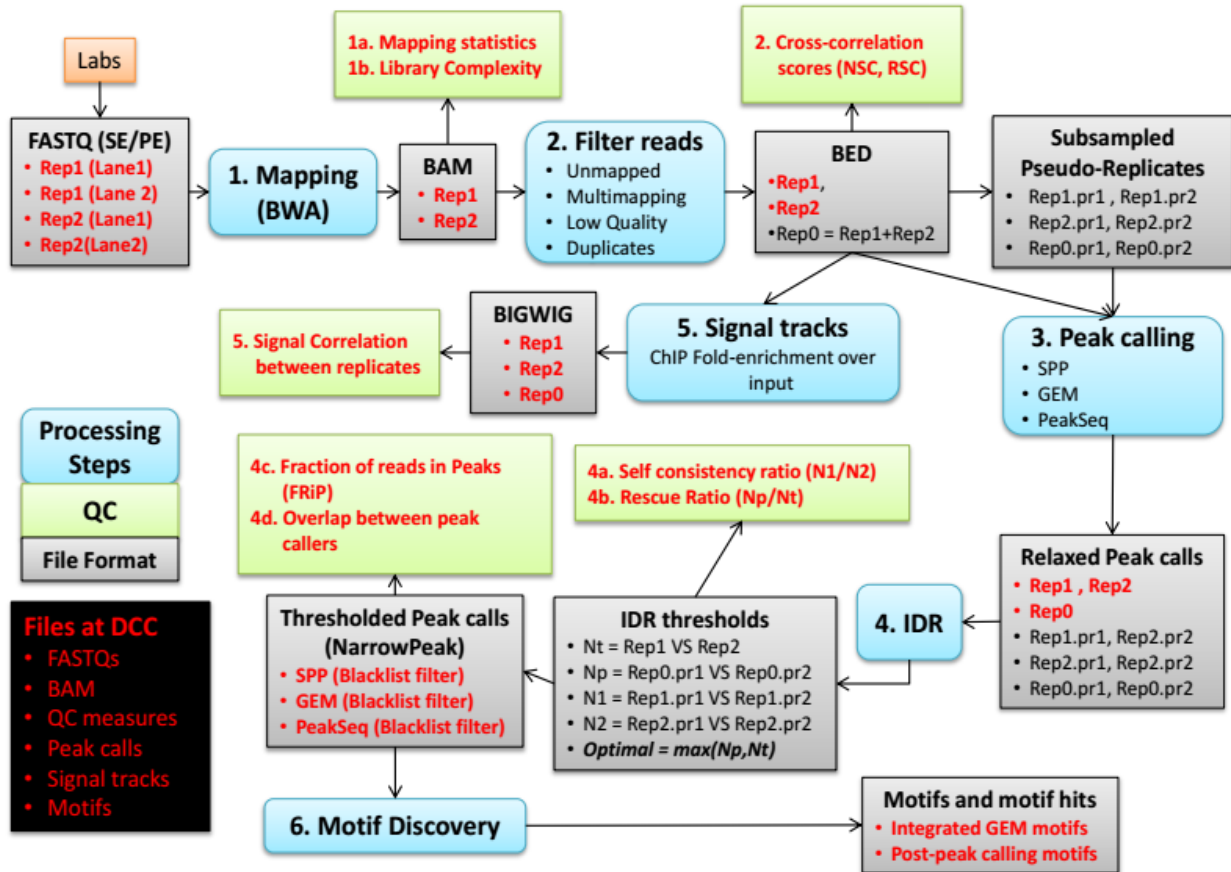 Labs
FASTQ (SE/PE)
• Rep1 (Lane1)
• Rep1 (Lane 2)
• Rep2 (Lane1)
• Rep2(Lane2)
1. Mapping
(BWA)
1a. Mapping statistics
1b. Library Complexity
BAM
• Rep1
• Rep2
2. Filter reads
• Unmapped
• Multimapping
• Low Quality
• Duplicates
2. Cross-correlation
scores (NSC, RSC)
BED
•Rep1,
•Rep2
•Rep0 = Rep1+Rep2
Subsampled
Pseudo-Replicates
• Rep1.pr1 , Rep1.pr2
• Rep2.pr1, Rep2.pr2
• Rep0.pr1, Rep0.pr2
5. Signal Correlation
between replicates
BIGWIG
• Rep1
• Rep2
• Rep0
5. Signal tracks
ChIP Fold-enrichment over
input
3. Peak calling
• SPP
• GEM
• PeakSeq
Processing
Steps
QC
File Format
4c. Fraction of reads in Peaks
(FRiP)
4d. Overlap between peak
callers
4a. Self consistency ratio (N1/N2)
4b. Rescue Ratio (Np/Nt)
Relaxed Peak calls
• Rep1 , Rep2
• Rep0
• Rep1.pr1, Rep2.pr2
• Rep2.pr1, Rep2.pr2
• Rep0.pr1, Rep0.pr2
4. IDR
IDR thresholds
• Nt = Rep1 VS Rep2
• Np = Rep0.pr1 VS Rep0.pr2
• N1 = Rep1.pr1 VS Rep1.pr2
• N2 = Rep2.pr1 VS Rep2.pr2
• Optimal = max(Np,Nt)
Thresholded Peak calls
(NarrowPeak)
• SPP (Blacklist filter)
• GEM (Blacklist filter)
• PeakSeq (Blacklist filter)
Files at DCC
• FASTQs
• BAM
• QC measures
• Peak calls
• Signal tracks
• Motifs
6. Motif Discovery
Motifs and motif hits
• Integrated GEM motifs
• Post-peak calling motifs